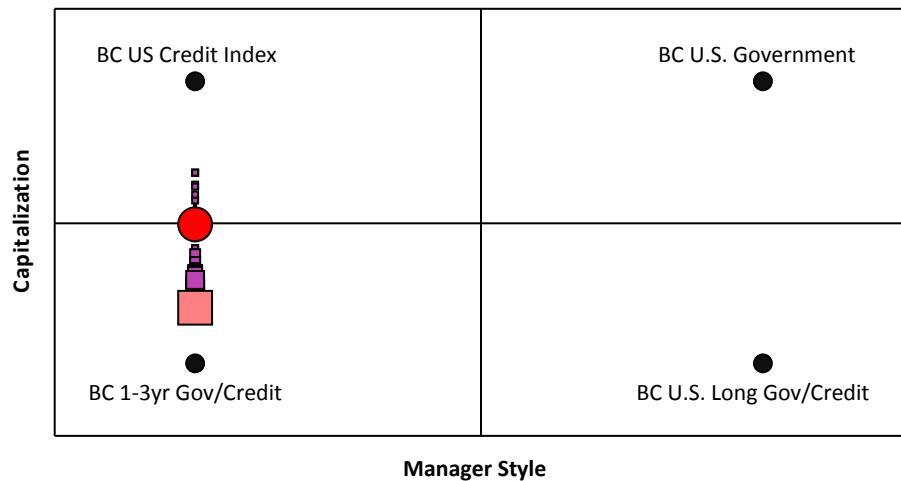 BC US Credit Index
BC U.S. Government
Capitalization
BC 1-3yr Gov/Credit
BC U.S. Long Gov/Credit
Manager Style